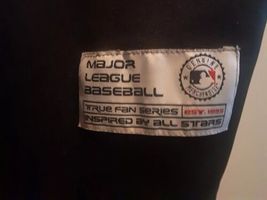 MAJOR
LEAGUE
BASEBALL
GENUINE
MERCHANDISE
TRUE FAN SERIES
INSPIRED BY ALL STARS